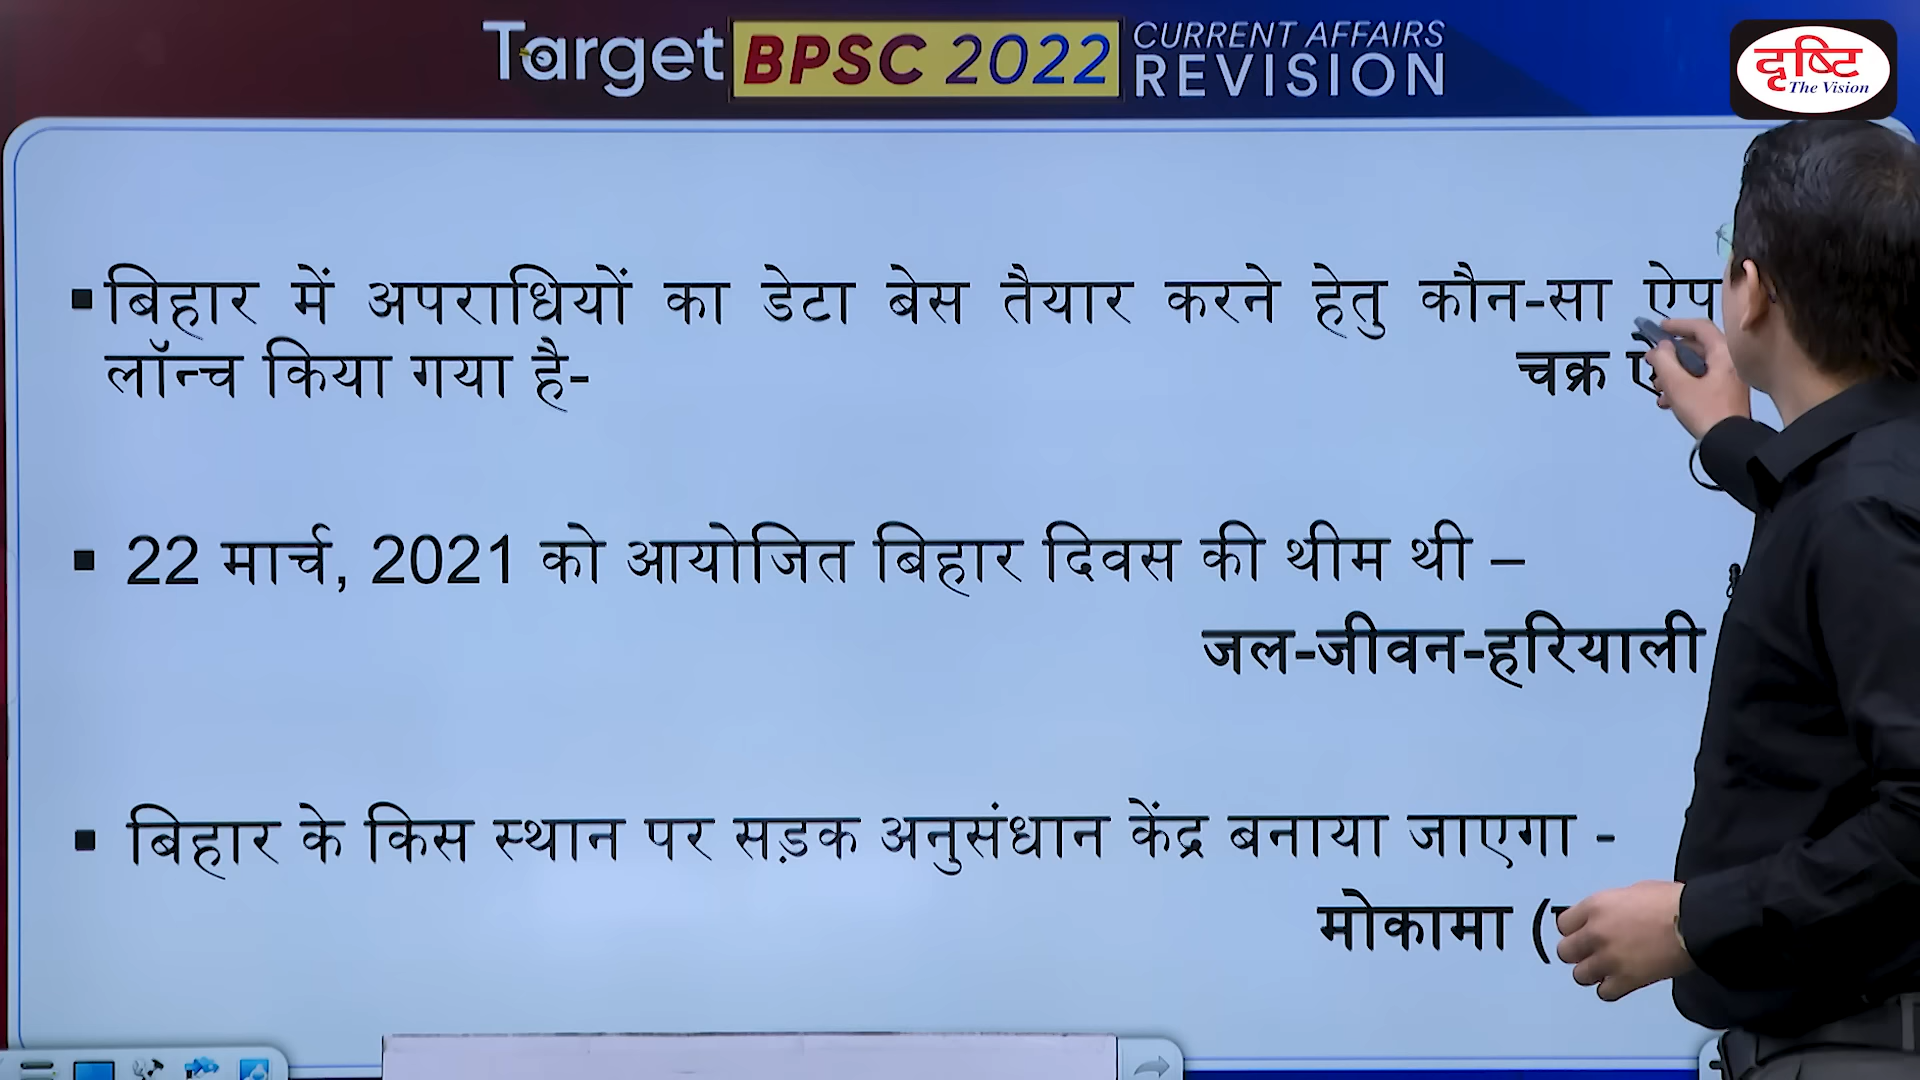 Target BPSC 2022 CURRENT AFFAIRS
REVISION
दृष्टि
The Vision
▪बिहार में अपराधियों का डेटा बेस तैयार करने हेतु कौन-सा ऐप
लॉन्च किया गया है-
चक्र
▪ 22 मार्च, 2021 को आयोजित बिहार दिवस की थीम थी –
जल-जीवन-हरियाली
▪ बिहार के किस स्थान पर सड़क अनुसंधान केंद्र बनाया जाएगा -
मोकामा (